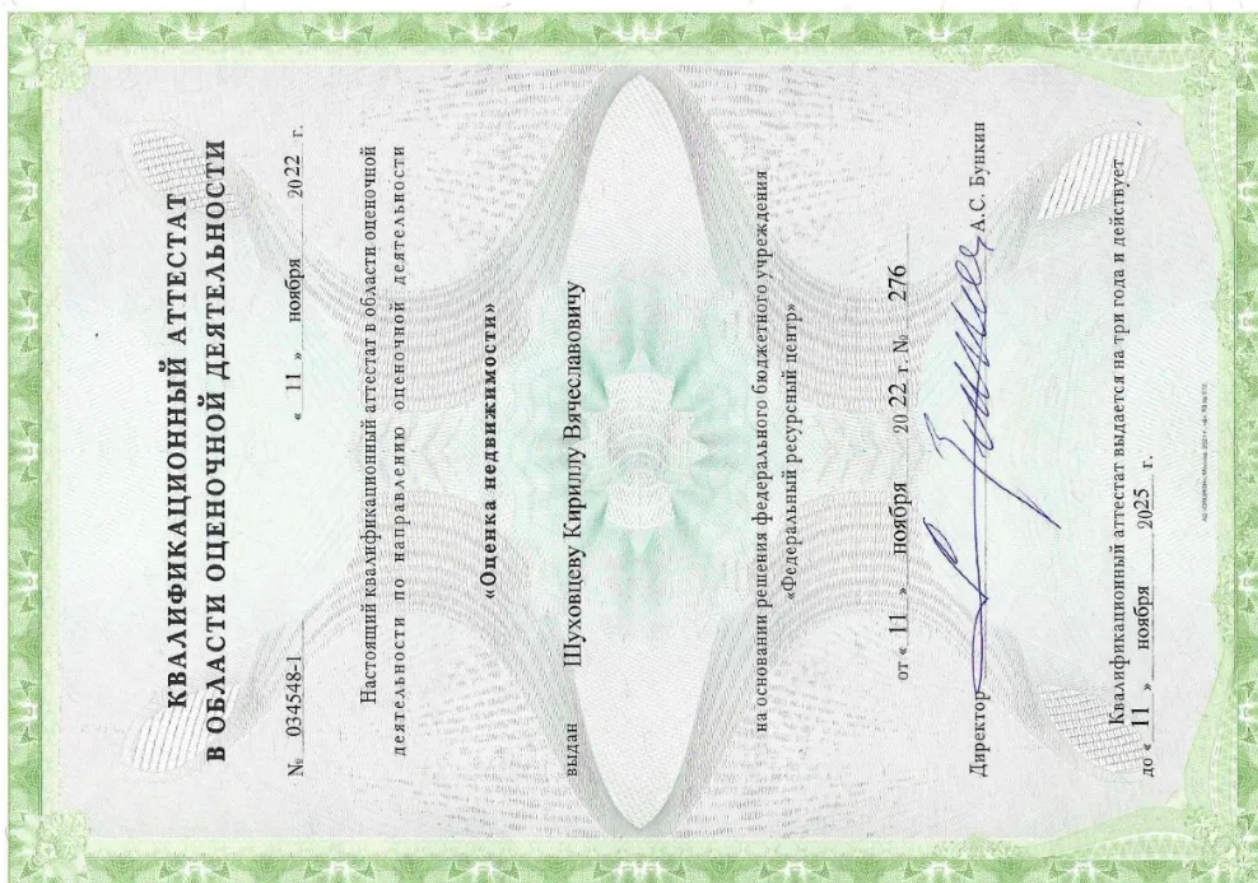 КВАЛИФИКАЦИОННЫЙ АТТЕСТАТ
В ОБЛАСТИ ОЦЕНОЧНОЙ ДЕЯТЕЛЬНОСТИ
№ 034548-1 « 11 » ноября 2022 г.
Настоящий квалификационный аттестат в области оценочной
деятельности по направлению оценочной деятельности
«Оценка недвижимости»
выдан Шуховцеву Кириллу Вячеславовичу
на основании решения федерального бюджетного учреждения
«Федеральный ресурсный центр»
от « 11 » ноября 20 22 г. № 276
Директор А.С. Бункин
Квалификационный аттестат выдается на три года и действует
до « 11 » ноября 2025 г.